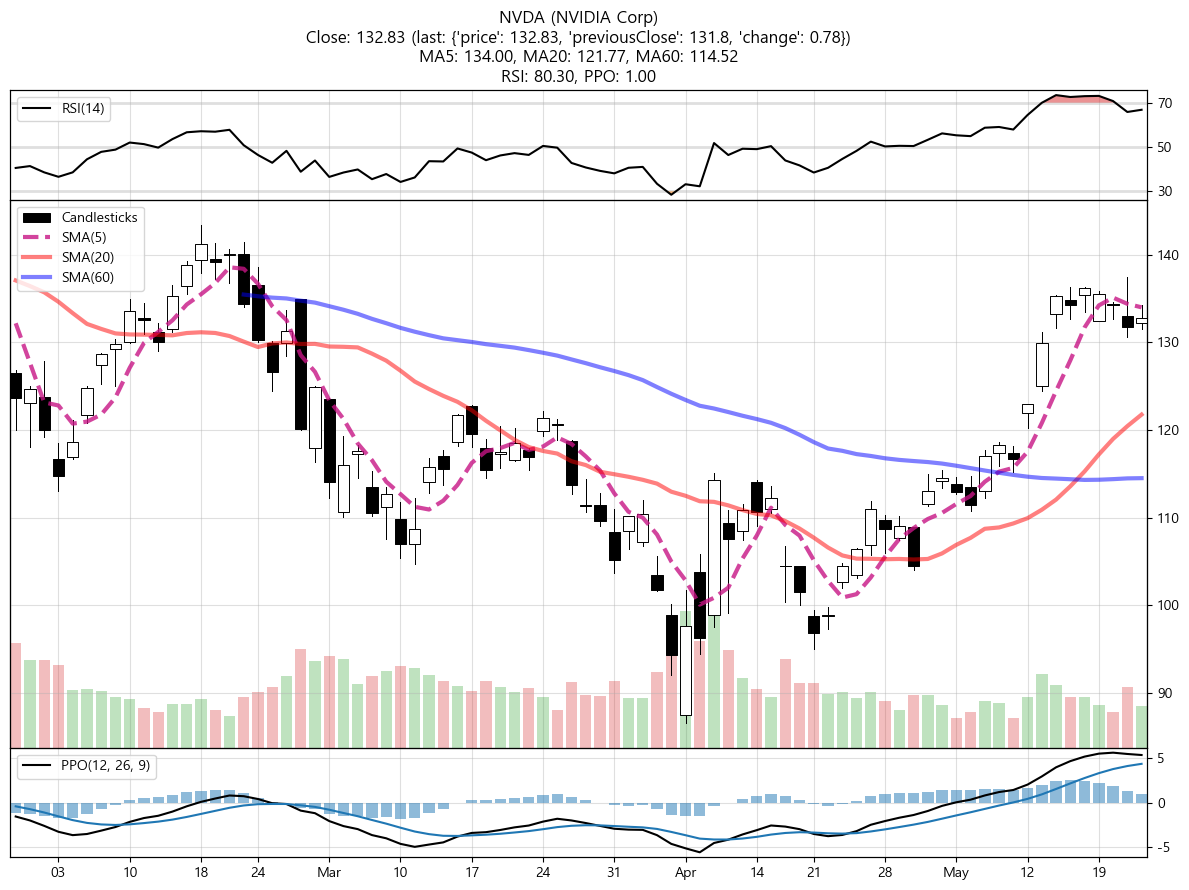 NVDA (NVIDIA Corp)
Close: 132.83 (last: {'price': 132.83, 'previousClose': 131.8, 'change': 0.78})
MA5: 134.00, MA20: 121.77, MA60: 114.52
RSI: 80.30, PPO: 1.00
RSI(14)
70
50
30
Candlesticks
SMA(5)
SMA(20)
SMA(60)
140
130
120
110
100
90
PPO(12, 26, 9)
5
0
-5
03 10 18 24 Mar 10 17 24 31 Apr 14 21 28 May 12 19